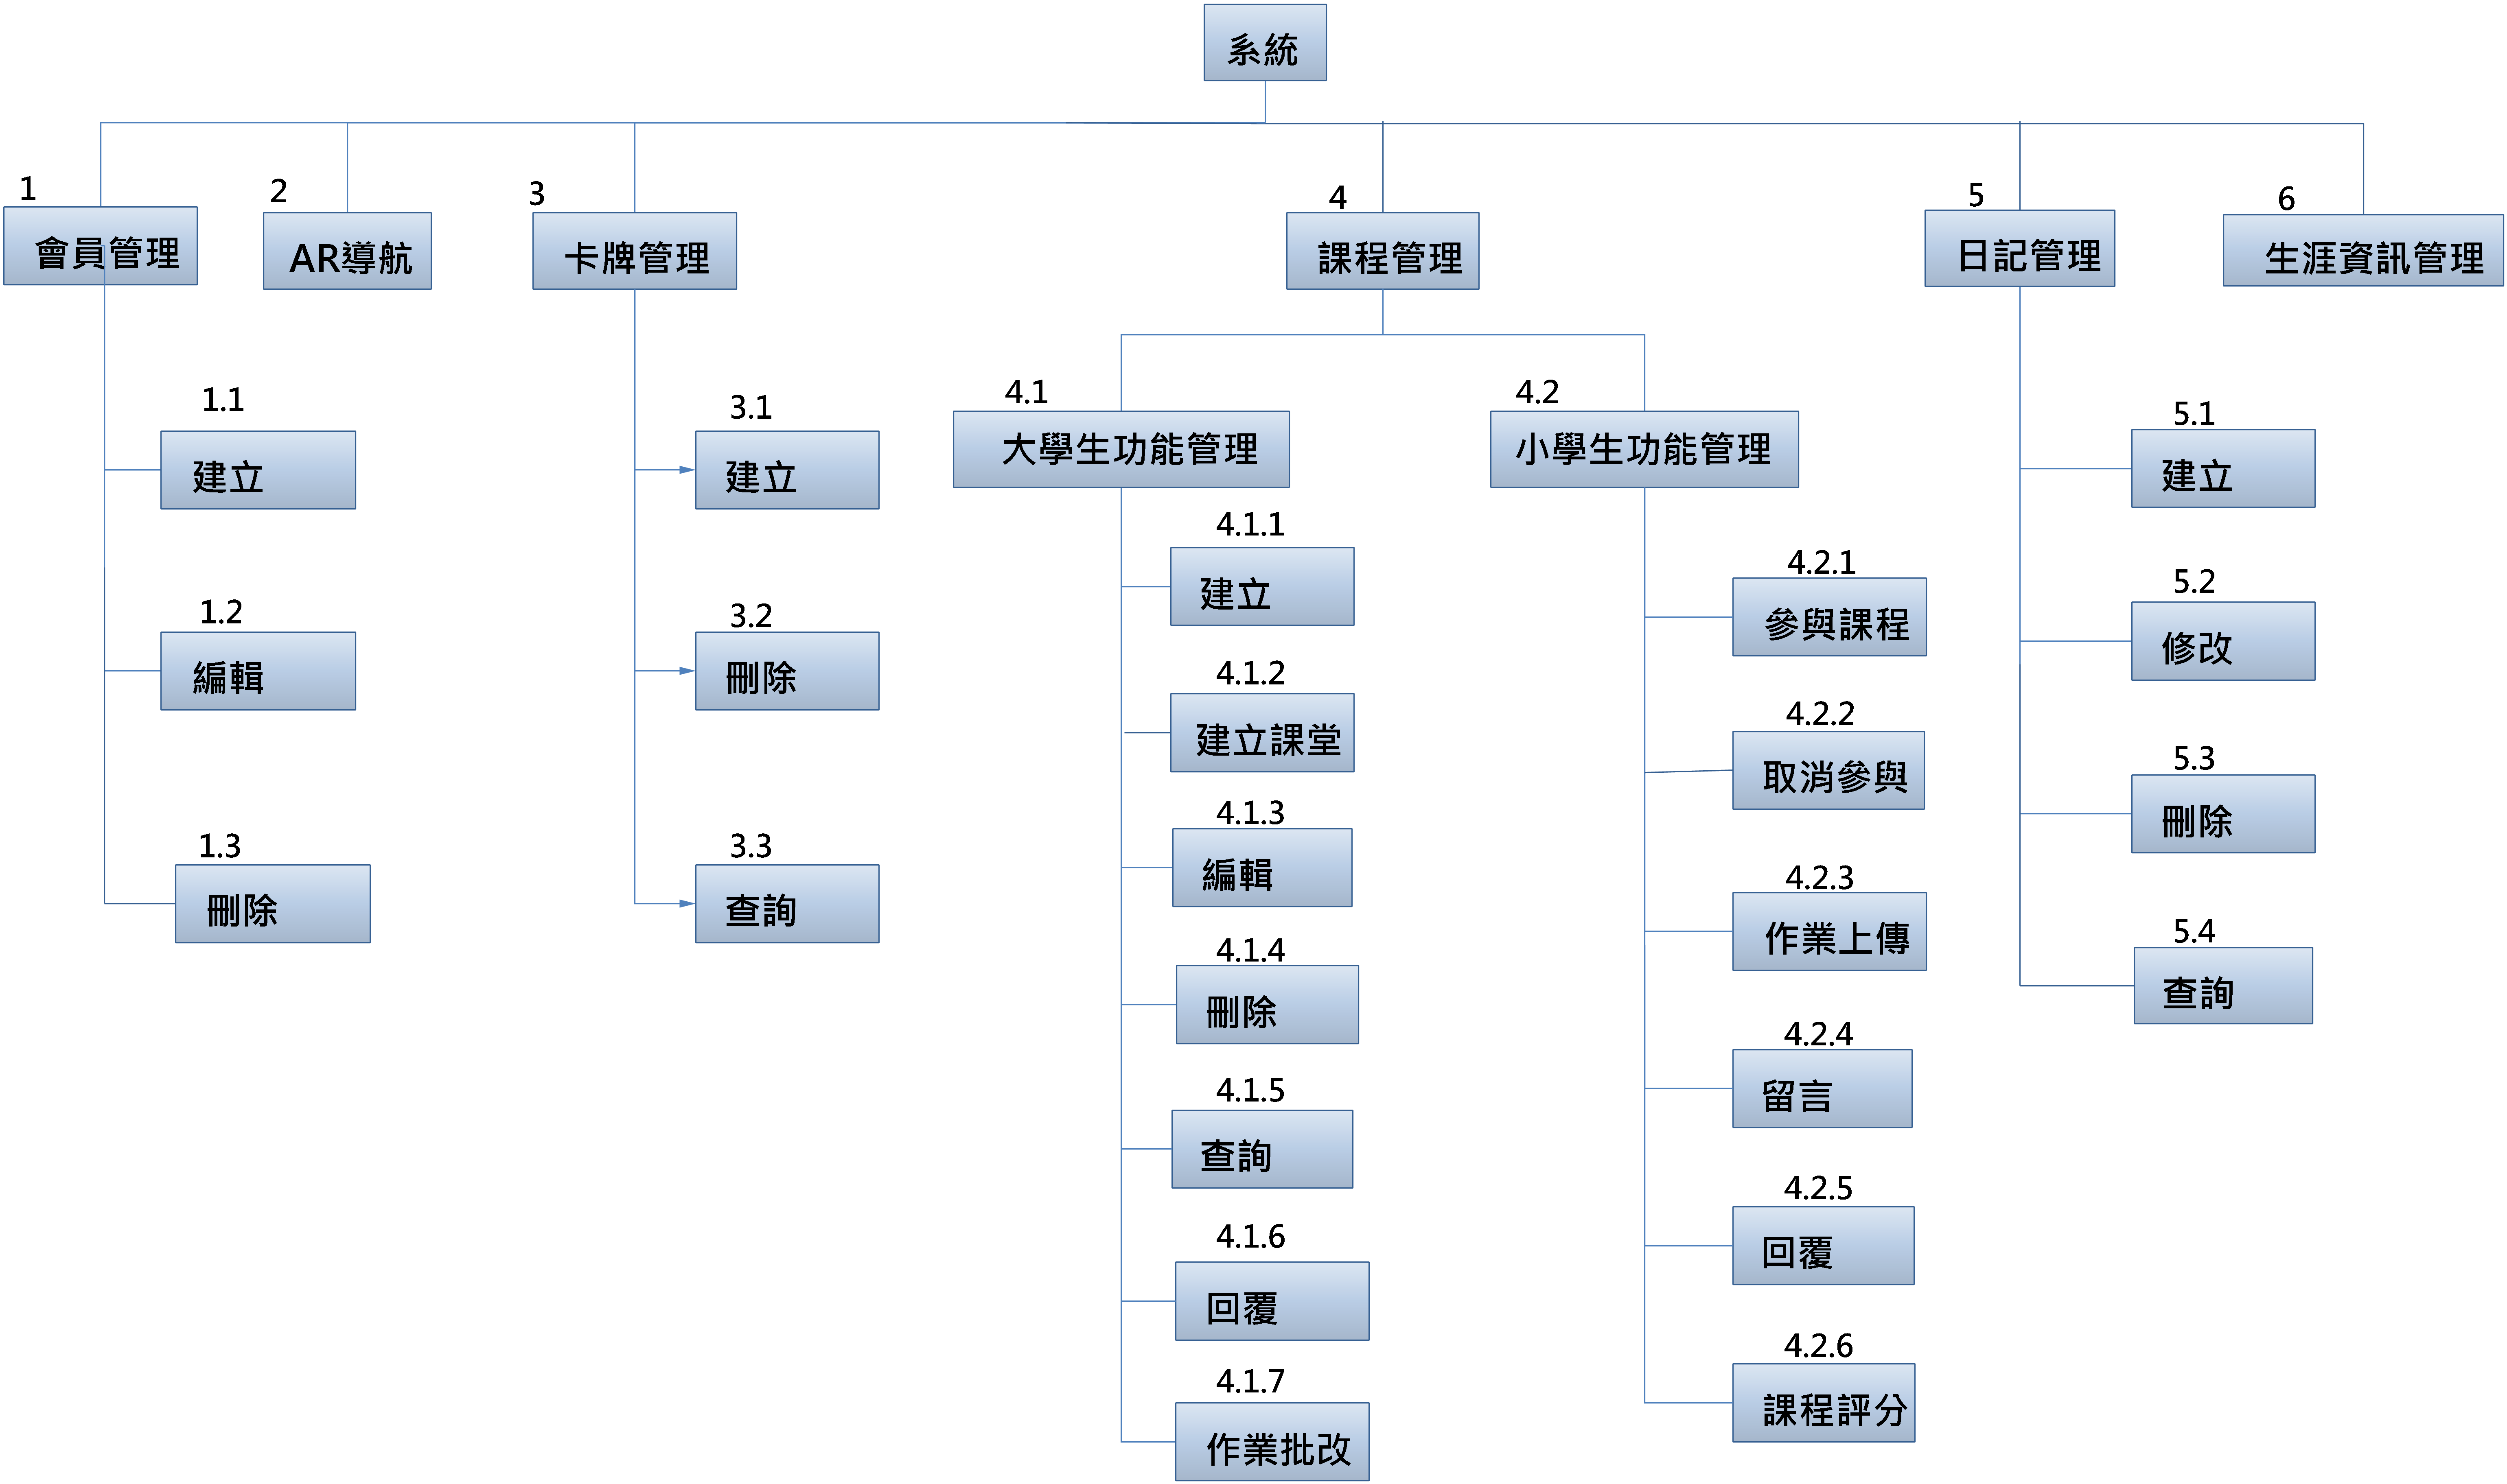 系統
1
會員管理
2
AR導航
3
卡牌管理
4
課程管理
5
日記管理
6
生涯資訊管理
1.1
建立
1.2
編輯
1.3
刪除
3.1
建立
3.2
刪除
3.3
查詢
4.1
大學生功能管理
4.1.1
建立
4.1.2
建立課堂
4.1.3
編輯
4.1.4
刪除
4.1.5
查詢
4.1.6
回覆
4.1.7
作業批改
4.2
小學生功能管理
4.2.1
參與課程
4.2.2
取消參與
4.2.3
作業上傳
4.2.4
留言
4.2.5
回覆
4.2.6
課程評分
5.1
建立
5.2
修改
5.3
刪除
5.4
查詢